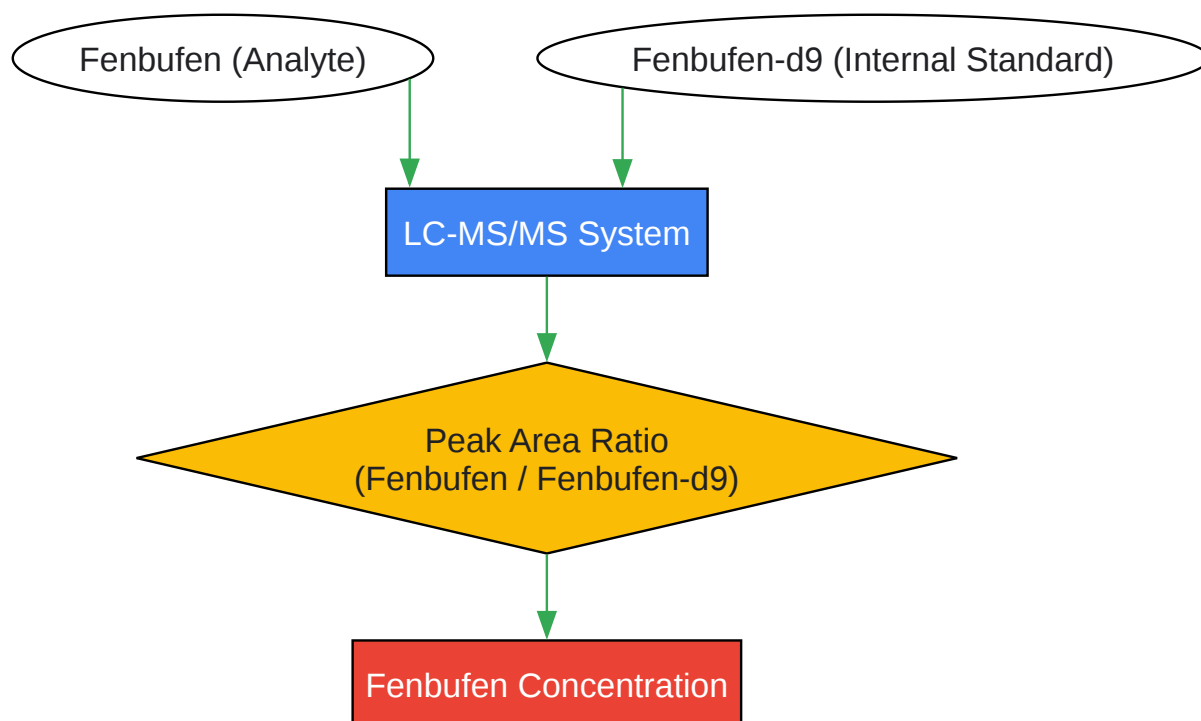 Fenbufen (Analyte)
Fenbufen-d9 (Internal Standard)
LC-MS/MS System
Peak Area Ratio
(Fenbufen / Fenbufen-d9)
Fenbufen Concentration